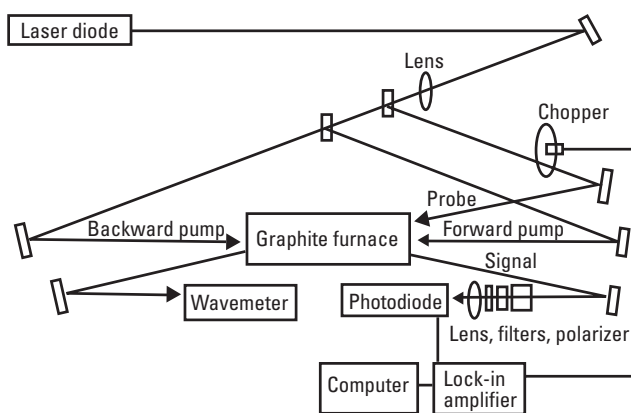 Laser diode
Lens
Chopper
Probe
Backward pump
Graphite furnace
Forward pump
Signal
Wavemeter
Photodiode
Lens, filters, polarizer
Computer
Lock-in
amplifier